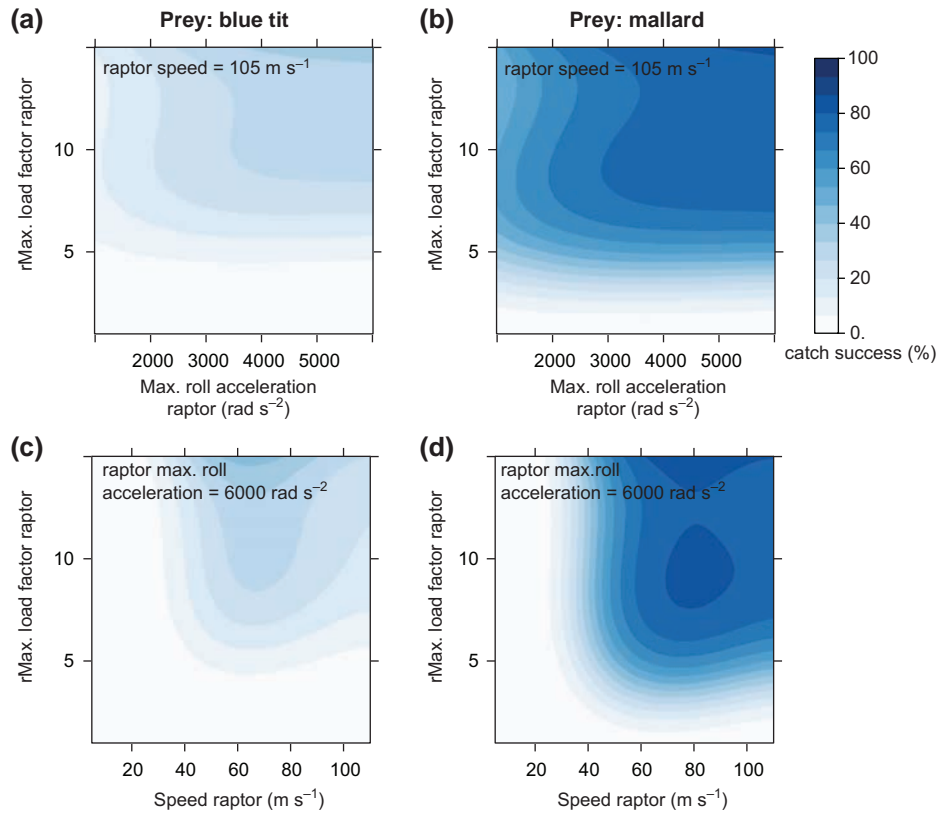 (a)
Prey: blue tit
raptor speed = 105 m s⁻¹
rMax. load factor raptor
10
5
2000 3000 4000 5000
Max. roll acceleration
raptor (rad s⁻²)
(b)
Prey: mallard
raptor speed = 105 m s⁻¹
rMax. load factor raptor
10
5
2000 3000 4000 5000
Max. roll acceleration
raptor (rad s⁻²)
100
80
60
40
20
0.
catch success (%)
(c)
raptor max. roll
acceleration = 6000 rad s⁻²
rMax. load factor raptor
10
5
20 40 60 80 100
Speed raptor (m s⁻¹)
(d)
raptor max.roll
acceleration = 6000 rad s⁻²
rMax. load factor raptor
10
5
20 40 60 80 100
Speed raptor (m s⁻¹)